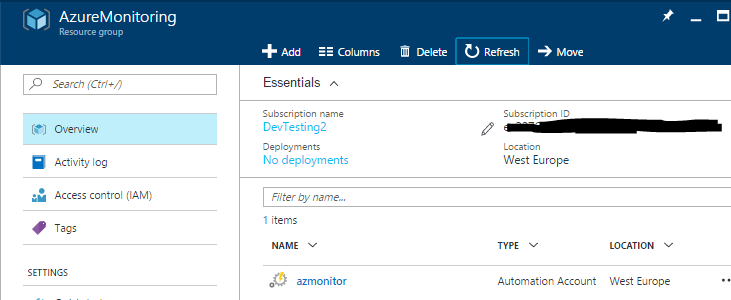 AzureMonitoring
Resource group
Add Columns Delete Refresh Move
Search (Ctrl+/)
Overview
Activity log
Access control (IAM)
Tags
SETTINGS
Essentials
Subscription name
DevTesting2
Deployments
No deployments
Subscription ID
Location
West Europe
Filter by name...
1 items
NAME TYPE LOCATION
azmonitor Automation Account West Europe